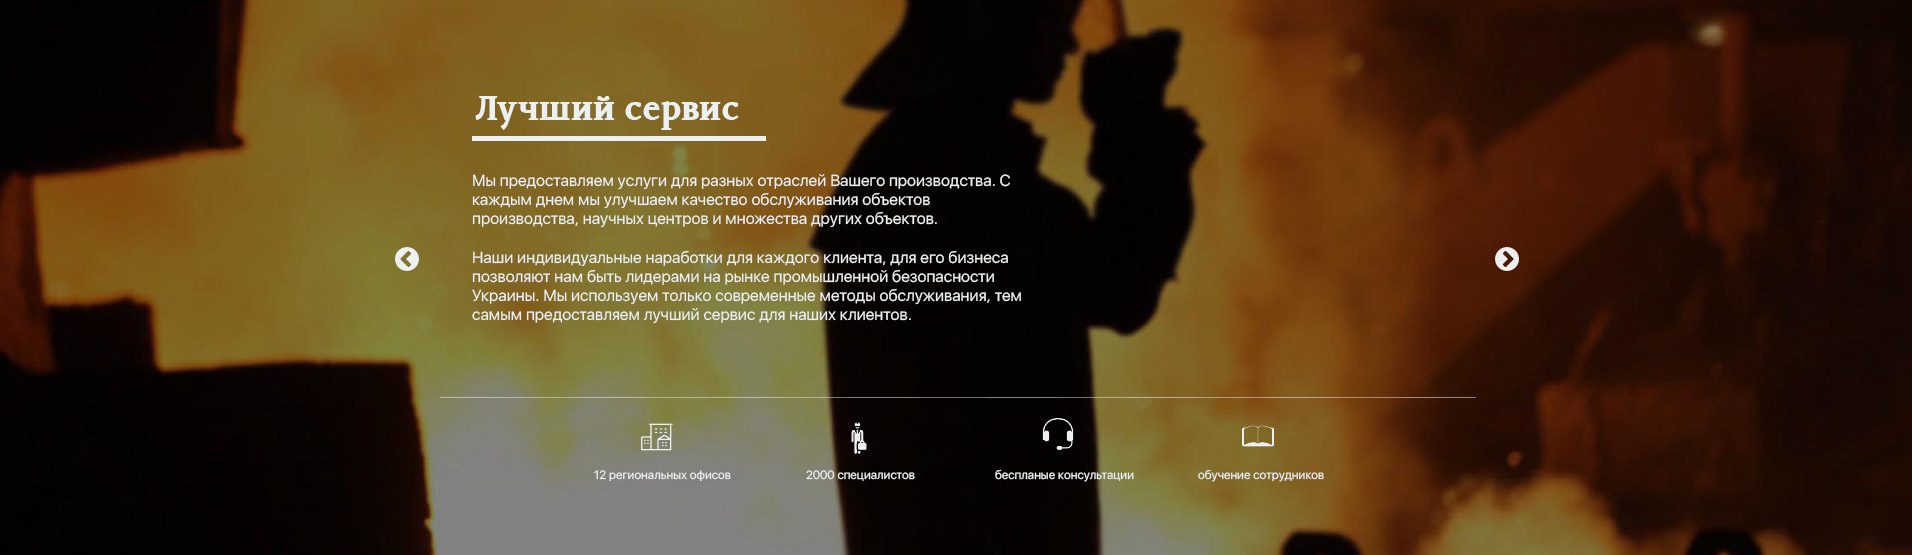 Лучший сервис
Мы предоставляем услуги для разных отраслей Вашего производства. С
каждым днем мы улучшаем качество обслуживания объектов
производства, научных центров и множества других объектов.
Наши индивидуальные наработки для каждого клиента, для его бизнеса
позволяют нам быть лидерами на рынке промышленной безопасности
Украины. Мы используем только современные методы обслуживания, тем
самым предоставляем лучший сервис для наших клиентов.
12 региональных офисов
2000 специалистов
беспланые консультации
обучение сотрудников